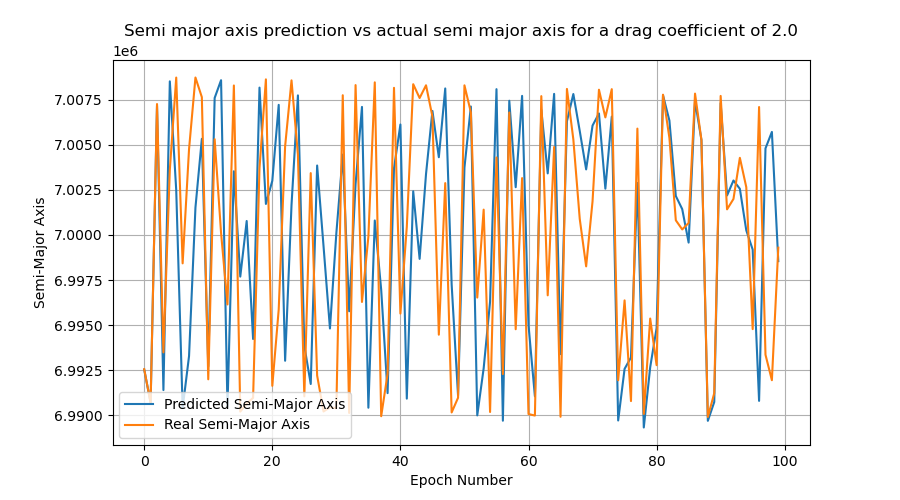 Semi major axis prediction vs actual semi major axis for a drag coefficient of 2.0
1e6
7.0075
7.0050
7.0025
7.0000
6.9975
6.9950
6.9925
6.9900
Semi-Major Axis
Predicted Semi-Major Axis
Real Semi-Major Axis
0 20 40 60 80 100
Epoch Number